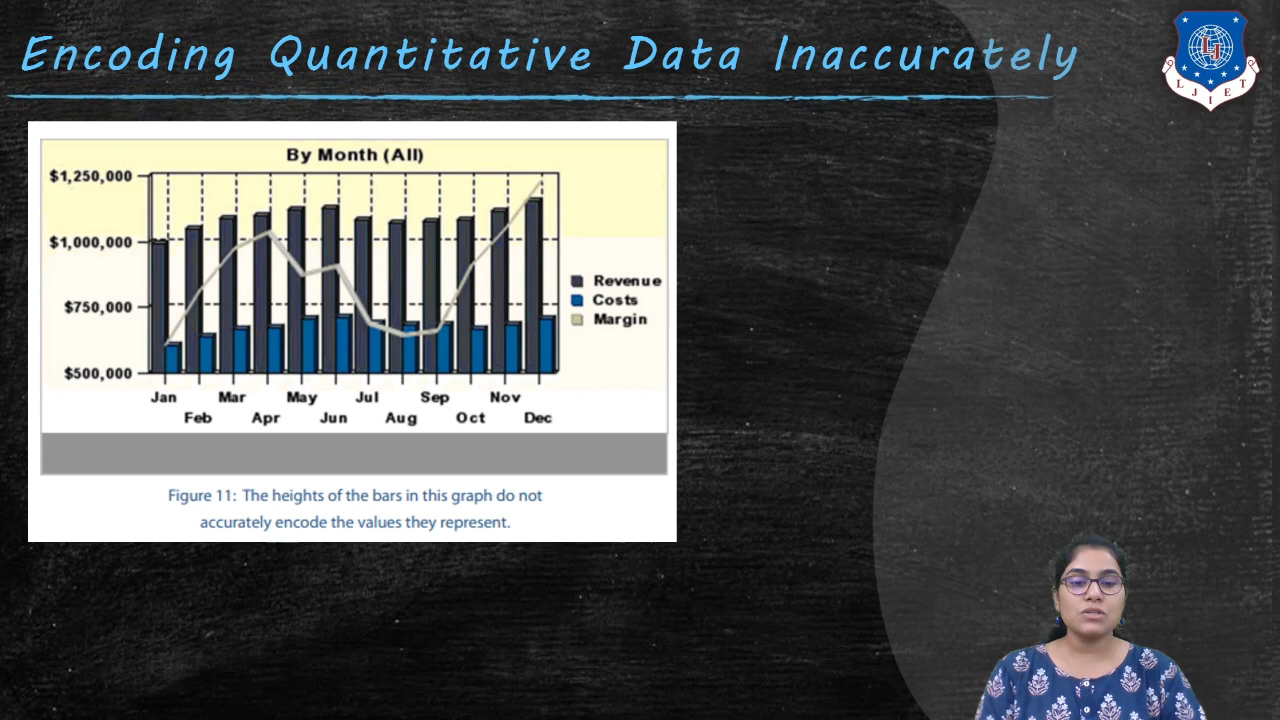 Encoding Quantitative Data Inaccurately
L J I E T
LJ
By Month (All)
$1,250,000
$1,000,000
$750,000
$500,000
Jan Feb Mar Apr May Jun Jul Aug Sep Oct Nov Dec
Revenue
Costs
Margin
Figure 11: The heights of the bars in this graph do not
accurately encode the values they represent.